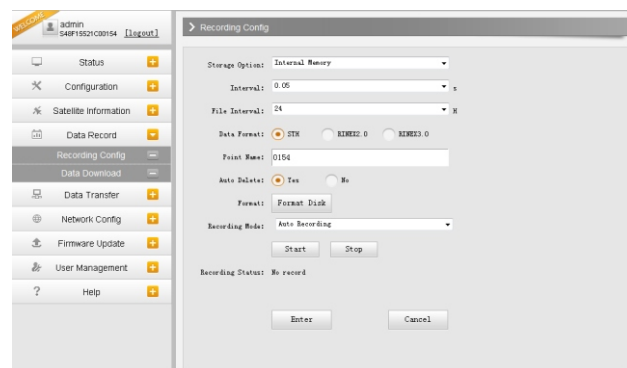 WELCOME
admin
S48F15521C00154 [logout]
Status
Configuration
Satellite Information
Data Record
Recording Config
Data Download
Data Transfer
Network Config
Firmware Update
User Management
? Help
Recording Config
Storage Option: Internal Memory
Interval: 0.05 s
File Interval: 24 H
Data Format: STH RINEX2.0 RINEX3.0
Point Name: 0154
Auto Delete: Yes No
Format: Format Disk
Recording Mode: Auto Recording
Start Stop
Recording Status: No record
Enter Cancel